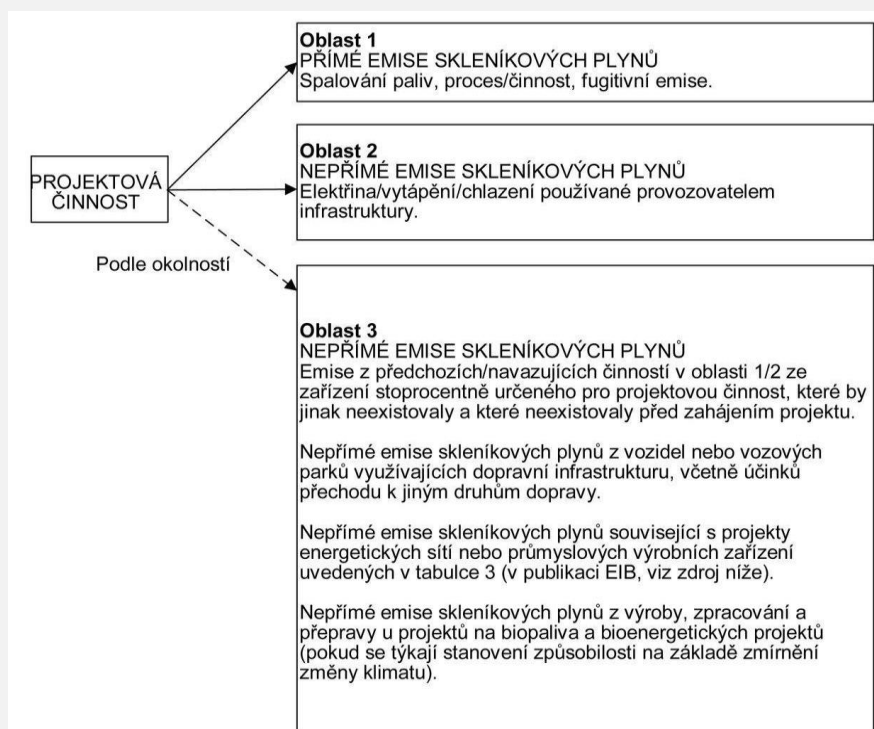 Oblast 1
PŘÍMÉ EMISE SKLENÍKOVÝCH PLYNŮ
Spalování paliv, proces/činnost, fugitivní emise.
Oblast 2
NEPŘÍMÉ EMISE SKLENÍKOVÝCH PLYNŮ
Elektřina/vytápění/chlazení používané provozovatelem
infrastruktury.
PROJEKTOVÁ
ČINNOST
Podle okolností
Oblast 3
NEPŘÍMÉ EMISE SKLENÍKOVÝCH PLYNŮ
Emise z předchozích/navazujících činností v oblasti 1/2 ze
zařízení stoprocentně určeného pro projektovou činnost, které by
jinak neexistovaly a které neexistovaly před zahájením projektu.
Nepřímé emise skleníkových plynů z vozidel nebo vozových
parků využívajících dopravní infrastrukturu, včetně účinků
přechodu k jiným druhům dopravy.
Nepřímé emise skleníkových plynů související s projekty
energetických sítí nebo průmyslových výrobních zařízení
uvedených v tabulce 3 (v publikaci EIB, viz zdroj níže).
Nepřímé emise skleníkových plynů z výroby, zpracování a
přepravy u projektů na biopaliva a bioenergetických projektů
(pokud se týkají stanovení způsobilosti na základě zmírnění
změny klimatu).